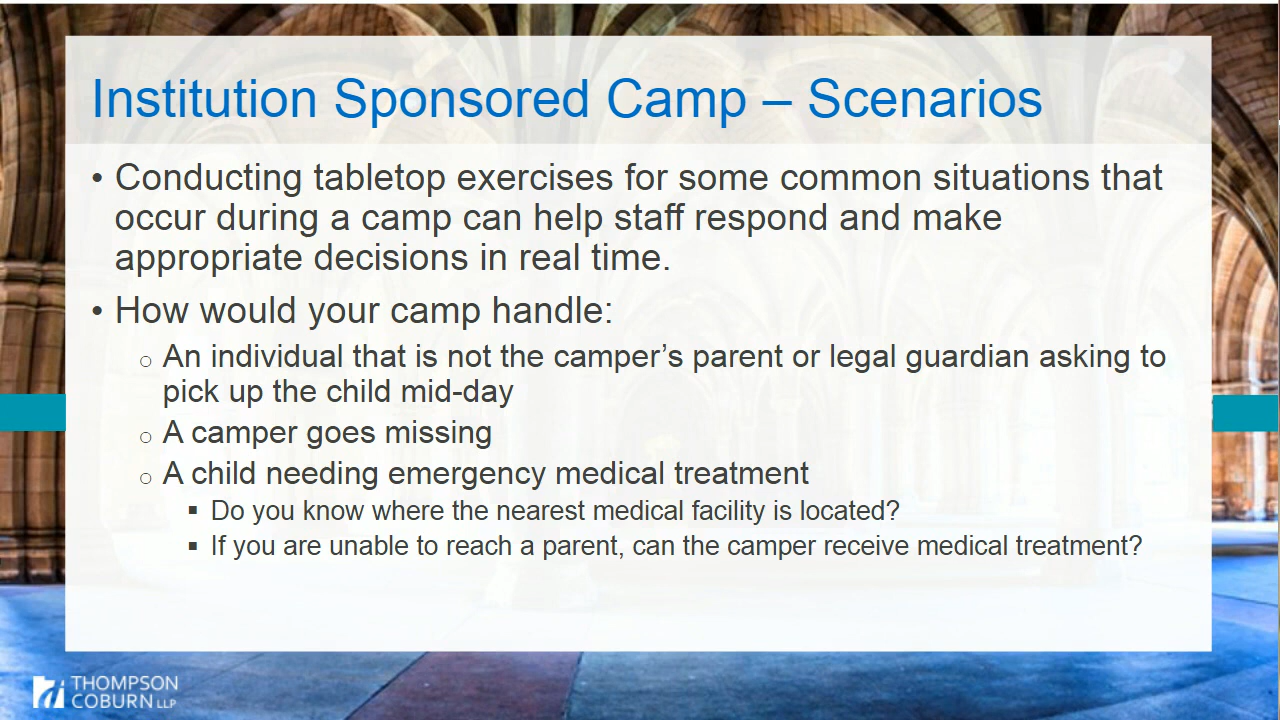 Institution Sponsored Camp – Scenarios
• Conducting tabletop exercises for some common situations that
occur during a camp can help staff respond and make
appropriate decisions in real time.
• How would your camp handle:
o An individual that is not the camper’s parent or legal guardian asking to
pick up the child mid-day
o A camper goes missing
o A child needing emergency medical treatment
▪ Do you know where the nearest medical facility is located?
▪ If you are unable to reach a parent, can the camper receive medical treatment?
THOMPSON
COBURN LLP